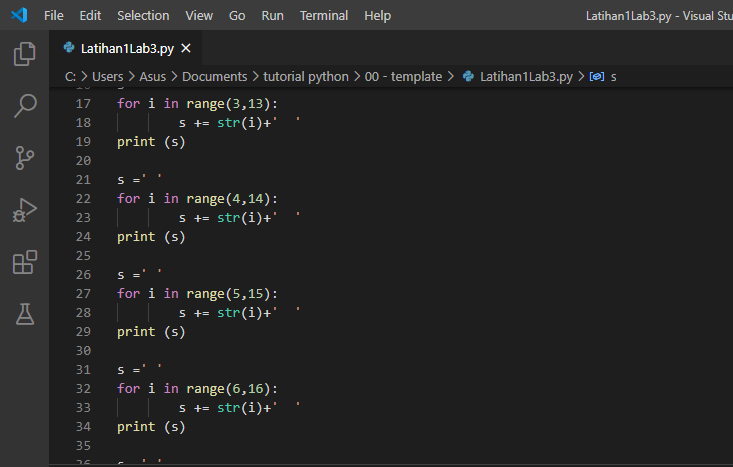 File Edit Selection View Go Run Terminal Help Latihan1Lab3.py - Visual Stu
Latihan1Lab3.py
C: > Users > Asus > Documents > tutorial python > 00 - template > Latihan1Lab3.py > s
17 for i in range(3,13):
18 s += str(i)+'  '
19 print (s)
20
21 s =' '
22 for i in range(4,14):
23 s += str(i)+'  '
24 print (s)
25
26 s =' '
27 for i in range(5,15):
28 s += str(i)+'  '
29 print (s)
30
31 s =' '
32 for i in range(6,16):
33 s += str(i)+'  '
34 print (s)
35